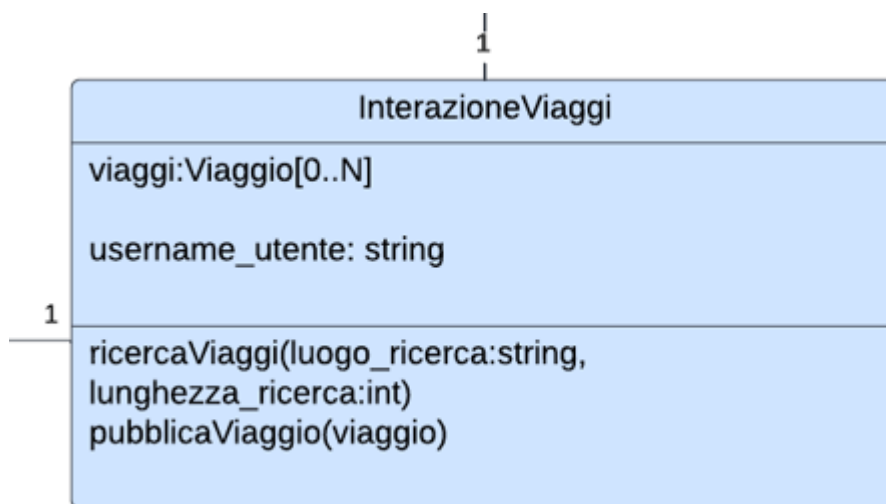 1
InterazioneViaggi
viaggi:Viaggio[0..N]
username_utente: string
1
ricercaViaggi(luogo_ricerca:string,
lunghezza_ricerca:int)
pubblicaViaggio(viaggio)